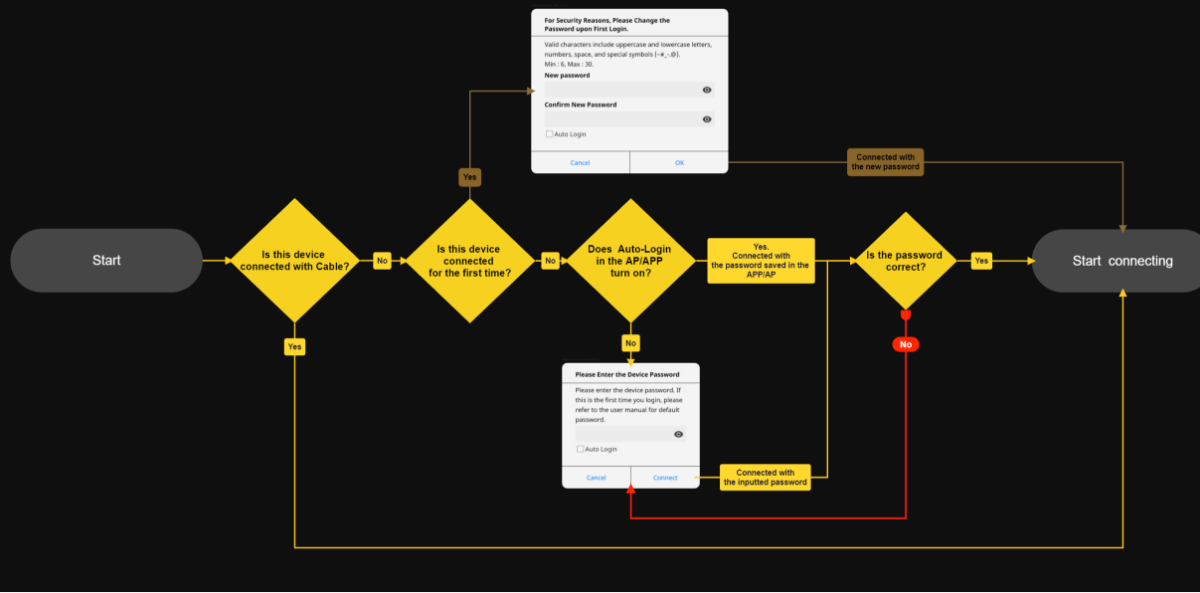 For Security Reasons, Please Change the
Password upon First Login.
Valid characters include uppercase and lowercase letters,
numbers, space, and special symbols [~#_-.@].
Min : 6, Max : 30.
New password
Confirm New Password
Auto Login
Cancel
OK
Connected with
the new password
Yes
Start
Is this device
connected with Cable?
No
Is this device
connected
for the first time?
No
Does Auto-Login
in the AP/APP
turn on?
Yes.
Connected with
the password saved in the
APP/AP
Is the password
correct?
Yes
Start connecting
Yes
No
No
Please Enter the Device Password
Please enter the device password. If
this is the first time you login, please
refer to the user manual for default
password.
Auto Login
Cancel
Connect
Connected with
the inputted password